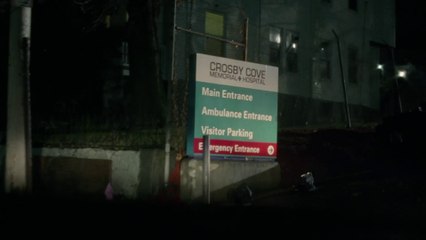 CROSBY COVE
MEMORIAL + HOSPITAL
Main Entrance
Ambulance Entrance
Visitor Parking
Emergency Entrance